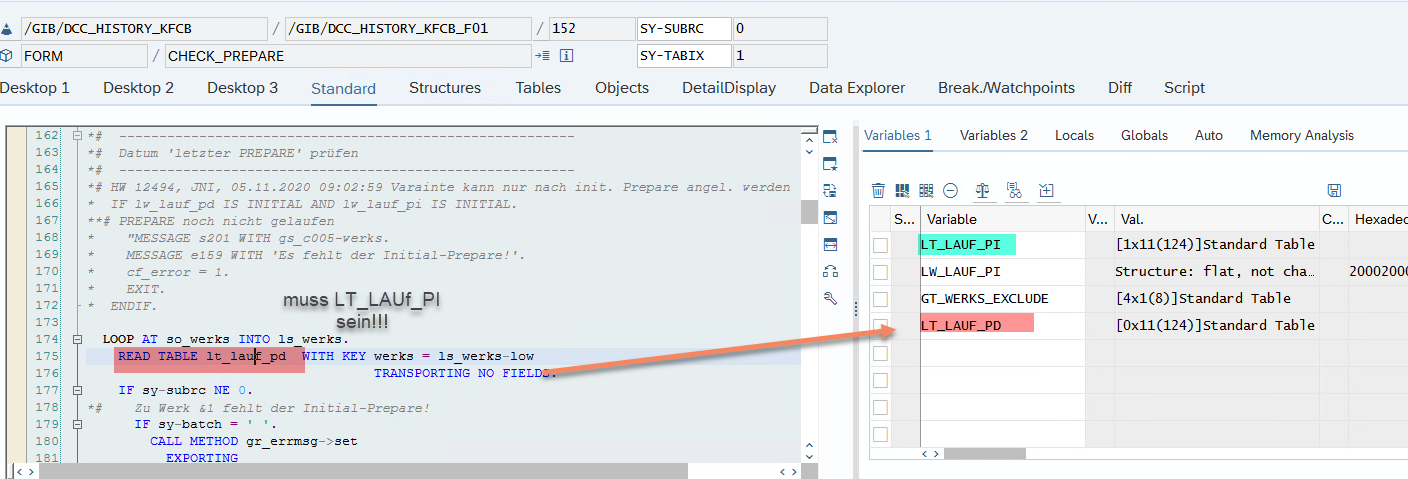 /GIB/DCC_HISTORY_KFCB / /GIB/DCC_HISTORY_KFCB_F01 / 152 SY-SUBRC 0
FORM / CHECK_PREPARE SY-TABIX 1
Desktop 1 Desktop 2 Desktop 3 Standard Structures Tables Objects DetailDisplay Data Explorer Break./Watchpoints Diff Script
162 *# ---------------------------------------------------------
163 *# Datum 'letzter PREPARE' prüfen
164 *# ---------------------------------------------------------
165 *# HW 12494, JNI, 05.11.2020 09:02:59 Varainte kann nur nach init. Prepare angel. werden
166 * IF lw_lauf_pd IS INITIAL AND lw_lauf_pi IS INITIAL.
167 **# PREPARE noch nicht gelaufen
168 * "MESSAGE s201 WITH gs_c005-werks.
169 * MESSAGE e159 WITH 'Es fehlt der Initial-Prepare!'.
170 * cf_error = 1.
171 * EXIT.
172 * ENDIF.
173
174 LOOP AT so_werks INTO ls_werks.
175 READ TABLE lt_lauf_pd WITH KEY werks = ls_werks-low
176 TRANSPORTING NO FIELDS.
177 IF sy-subrc NE 0.
178 *# Zu Werk &1 fehlt der Initial-Prepare!
179 IF sy-batch = ' '.
180 CALL METHOD gr_errmsg->set
181 EXPORTING
muss LT_LAUf_PI
sein!!!
Variables 1 Variables 2 Locals Globals Auto Memory Analysis
S... Variable V... Val. C... Hexadec
LT_LAUF_PI [1x11(124)]Standard Table
LW_LAUF_PI Structure: flat, not cha... 20002000
GT_WERKS_EXCLUDE [4x1(8)]Standard Table
LT_LAUF_PD [0x11(124)]Standard Table